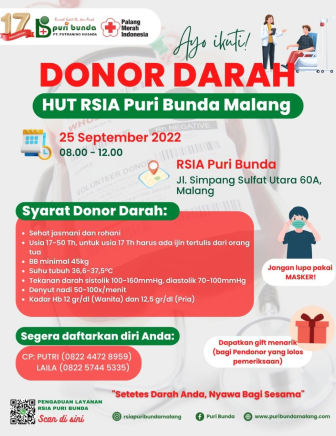 17
puri bunda
PT. PUTRANING HUSADA
Palang
Merah
Indonesia
Ayo ikuti!
DONOR DARAH
HUT RSIA Puri Bunda Malang
25 September 2022
08.00 - 12.00
RSIA Puri Bunda
Jl. Simpang Sulfat Utara 60A,
Malang
Syarat Donor Darah:
Sehat jasmani dan rohani
Usia 17-50 Th, untuk usia 17 Th harus ada ijin tertulis dari orang
tua
BB minimal 45kg
Suhu tubuh 36,6-37,5°C
Tekanan darah sistolik 100-160mmHg, diastolik 70-100mmHg
Denyut nadi 50-100x/menit
Kadar Hb 12 gr/dl (Wanita) dan 12.5 gr/dl (Pria)
Jangan lupa pakai
MASKER!
Segera daftarkan diri Anda:
CP: PUTRI (0822 4472 8959)
LAILA (0822 5744 5335)
Dapatkan gift menarik
(bagi Pendonor yang lolos
pemeriksaan)
PENGADUAN LAYANAN
RSIA PURI BUNDA
Scan di sini
"Setetes Darah Anda, Nyawa Bagi Sesama"
rsiapuribundamalang
Puri Bunda
www.puribundamalang.com